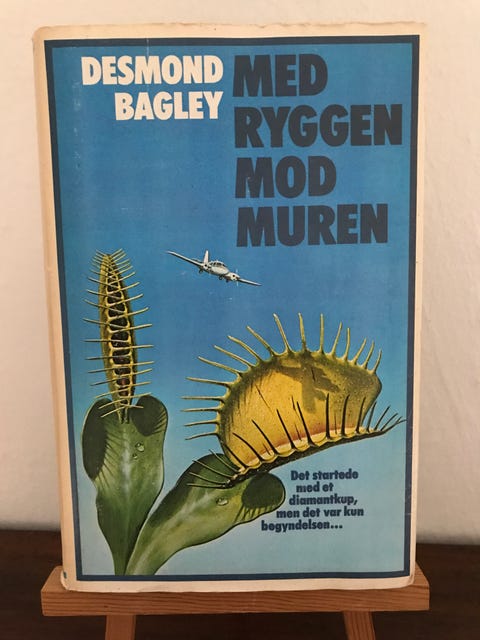 DESMOND
BAGLEY
MED
RYGGEN
MOD
MUREN
Det startede
med et
diamantkup,
men det var kun
begyndelsen...